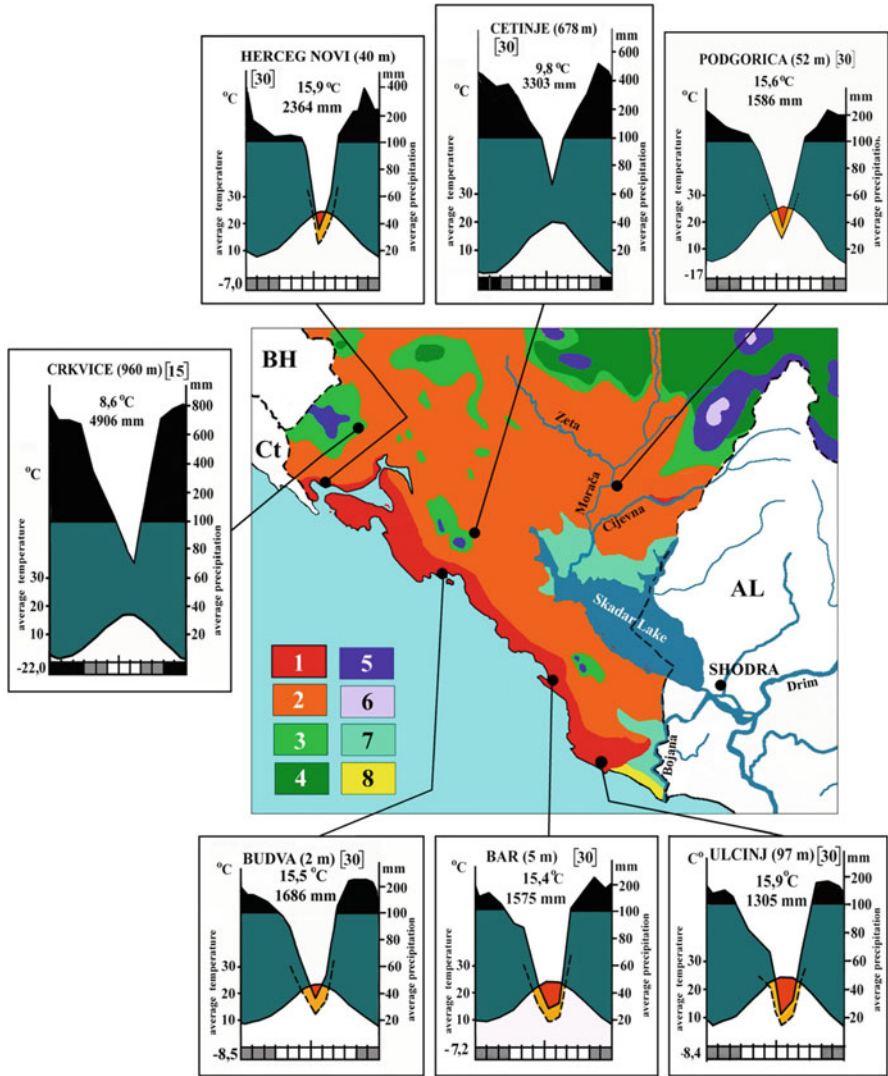 HERCEG NOVI (40 m)
[30]
°C
15,9 °C
2364 mm
mm
400
200
100
80
60
40
20
30
20
10
-7,0
average temperature
average precipitation
CETINJE (678 m)
[30]
mm
600
9,8 °C
3303 mm
°C
400
200
100
80
60
40
20
30
20
10
average temperature
average precipitation
PODGORICA (52 m) [30]
mm
°C
15,6 °C
1586 mm
200
100
80
60
40
20
30
20
10
-17
average temperature
average precipitation
CRKVICE (960 m) [15]
mm
8,6 °C
4906 mm
800
600
400
200
°C
100
80
60
40
20
30
20
10
-22,0
average temperature
average precipitation
BH
Ct
Zeta
Morača
Cijevna
AL
Skadar Lake
SHODRA
Drim
Bojana
1 5
2 6
3 7
4 8
BUDVA (2 m) [30]
°C
mm
15,5 °C
1686 mm
200
100
80
60
40
20
30
20
10
-8,5
average temperature
average precipitation
BAR (5 m) [30]
°C
mm
15,4 °C
1575 mm
200
100
80
60
40
20
30
20
10
-7,2
average temperature
average precipitation
C° ULCINJ (97 m) [30]
mm
15,9 °C
1305 mm
200
100
80
60
40
20
30
20
10
-8,4
average temperature
average precipitation